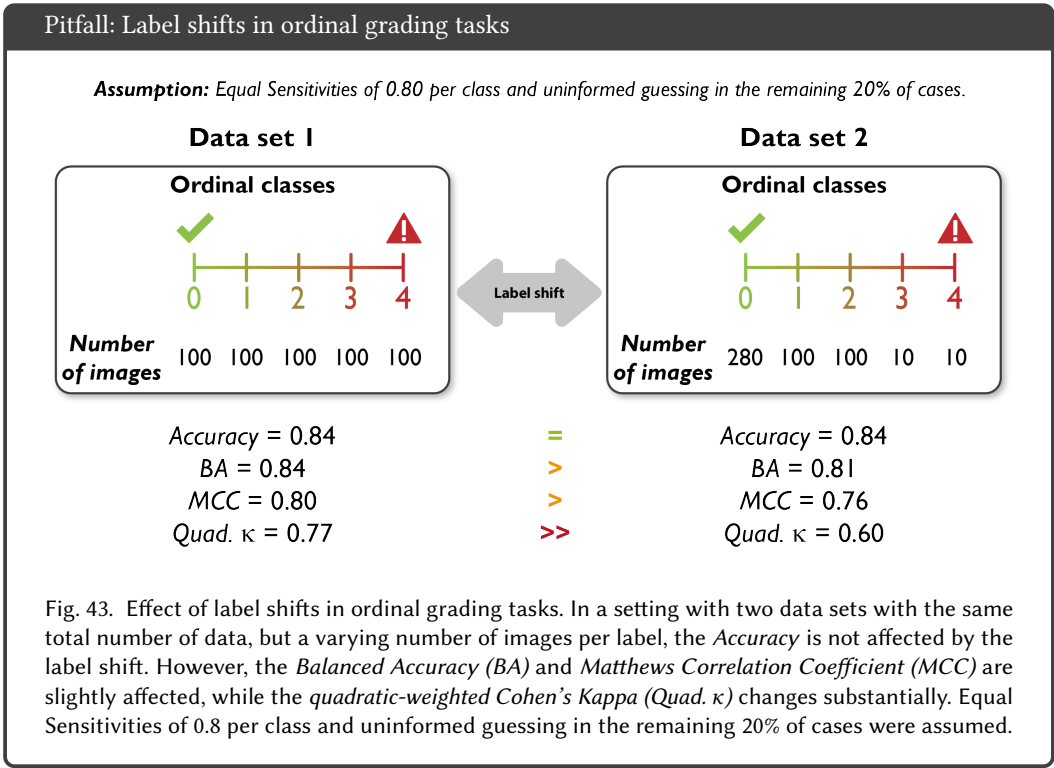 Pitfall: Label shifts in ordinal grading tasks
Assumption: Equal Sensitivities of 0.80 per class and uninformed guessing in the remaining 20% of cases.
Data set 1
Ordinal classes
0 1 2 3 4
Number of images 100 100 100 100 100
Label shift
Data set 2
Ordinal classes
0 1 2 3 4
Number of images 280 100 100 10 10
Accuracy = 0.84 = Accuracy = 0.84
BA = 0.84 > BA = 0.81
MCC = 0.80 > MCC = 0.76
Quad. κ = 0.77 >> Quad. κ = 0.60
Fig. 43. Effect of label shifts in ordinal grading tasks. In a setting with two data sets with the same
total number of data, but a varying number of images per label, the Accuracy is not affected by the
label shift. However, the Balanced Accuracy (BA) and Matthews Correlation Coefficient (MCC) are
slightly affected, while the quadratic-weighted Cohen's Kappa (Quad. κ) changes substantially. Equal
Sensitivities of 0.8 per class and uninformed guessing in the remaining 20% of cases were assumed.